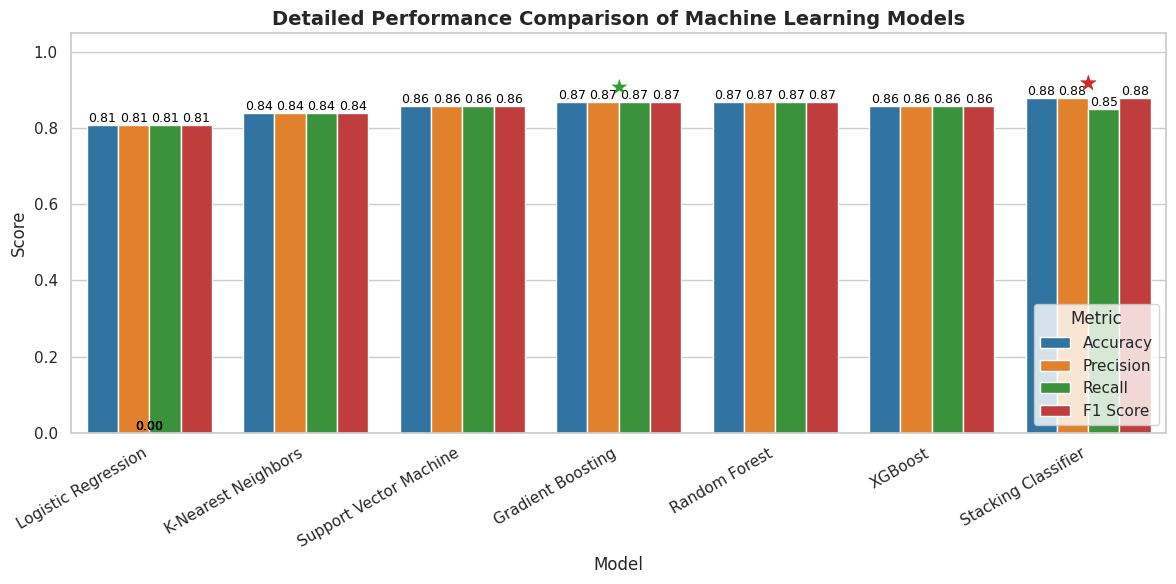 Detailed Performance Comparison of Machine Learning Models
1.0
0.8
0.6
0.4
0.2
0.0
Score
0.81 0.81 0.81 0.81
0.84 0.84 0.84 0.84
0.86 0.86 0.86 0.86
0.87 0.87 0.87 0.87
0.87 0.87 0.87 0.87
0.86 0.86 0.86 0.86
0.88 0.88 0.85 0.88
0.00
Metric
Accuracy
Precision
Recall
F1 Score
Logistic Regression
K-Nearest Neighbors
Support Vector Machine
Gradient Boosting
Random Forest
XGBoost
Stacking Classifier
Model